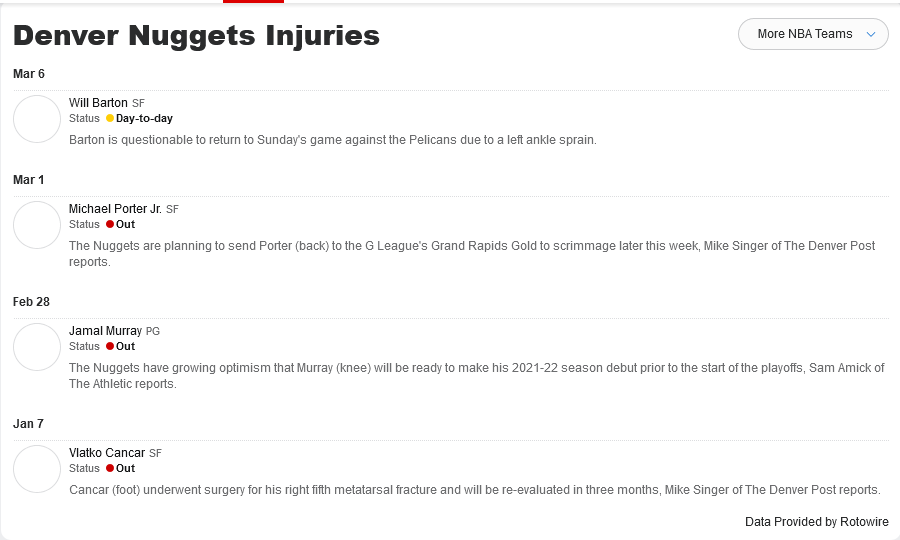 Denver Nuggets Injuries
More NBA Teams
Mar 6
Will Barton SF
Status Day-to-day
Barton is questionable to return to Sunday's game against the Pelicans due to a left ankle sprain.
Mar 1
Michael Porter Jr. SF
Status Out
The Nuggets are planning to send Porter (back) to the G League's Grand Rapids Gold to scrimmage later this week, Mike Singer of The Denver Post
reports.
Feb 28
Jamal Murray PG
Status Out
The Nuggets have growing optimism that Murray (knee) will be ready to make his 2021-22 season debut prior to the start of the playoffs, Sam Amick of
The Athletic reports.
Jan 7
Vlatko Cancar SF
Status Out
Cancar (foot) underwent surgery for his right fifth metatarsal fracture and will be re-evaluated in three months, Mike Singer of The Denver Post reports.
Data Provided by Rotowire